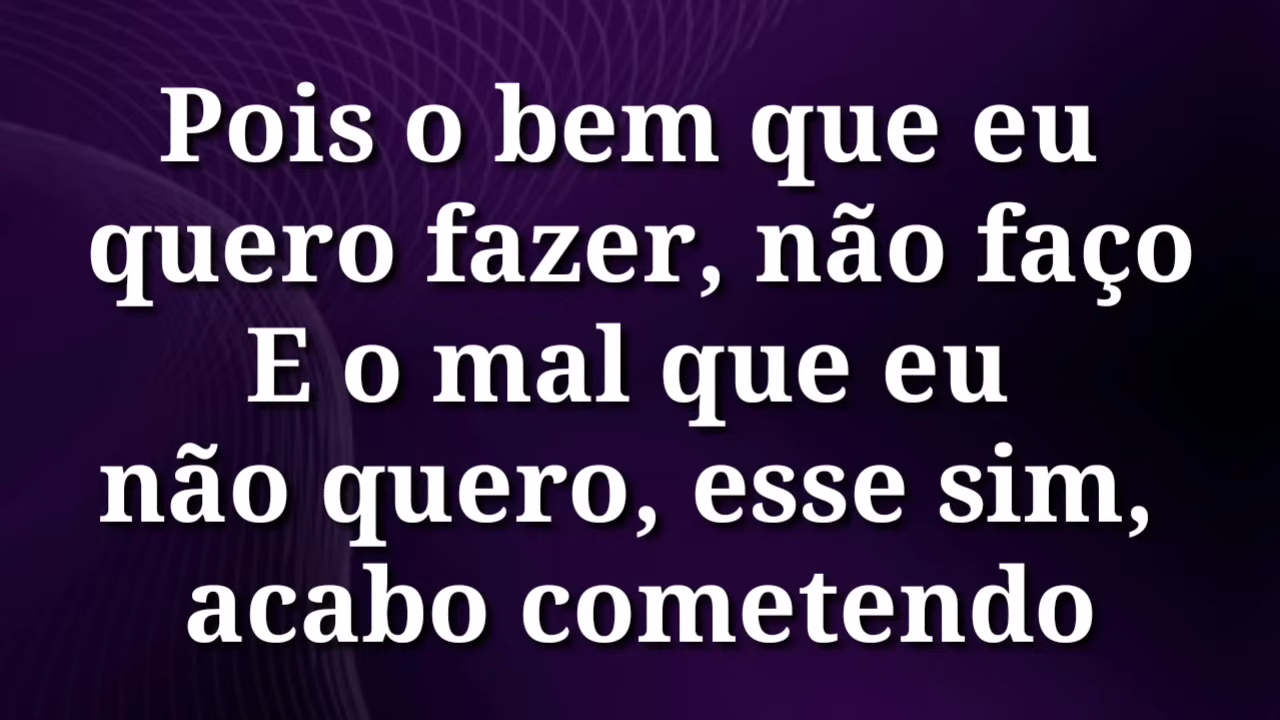 Pois o bem que eu
quero fazer, não faço
E o mal que eu
não quero, esse sim,
acabo cometendo